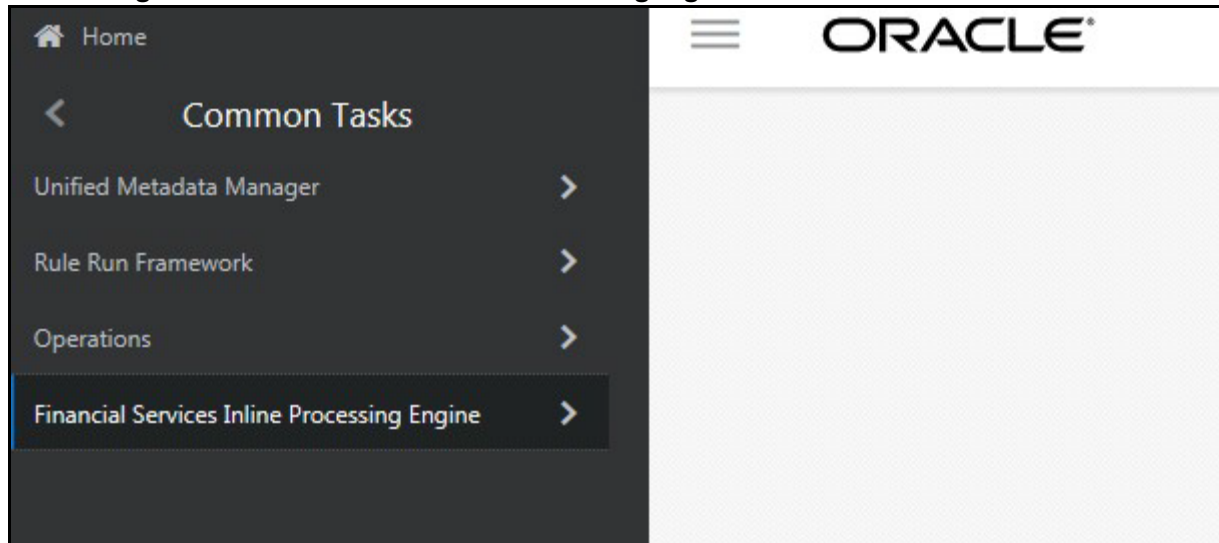 Home
ORACLE
Common Tasks
Unified Metadata Manager
Rule Run Framework
Operations
Financial Services Inline Processing Engine